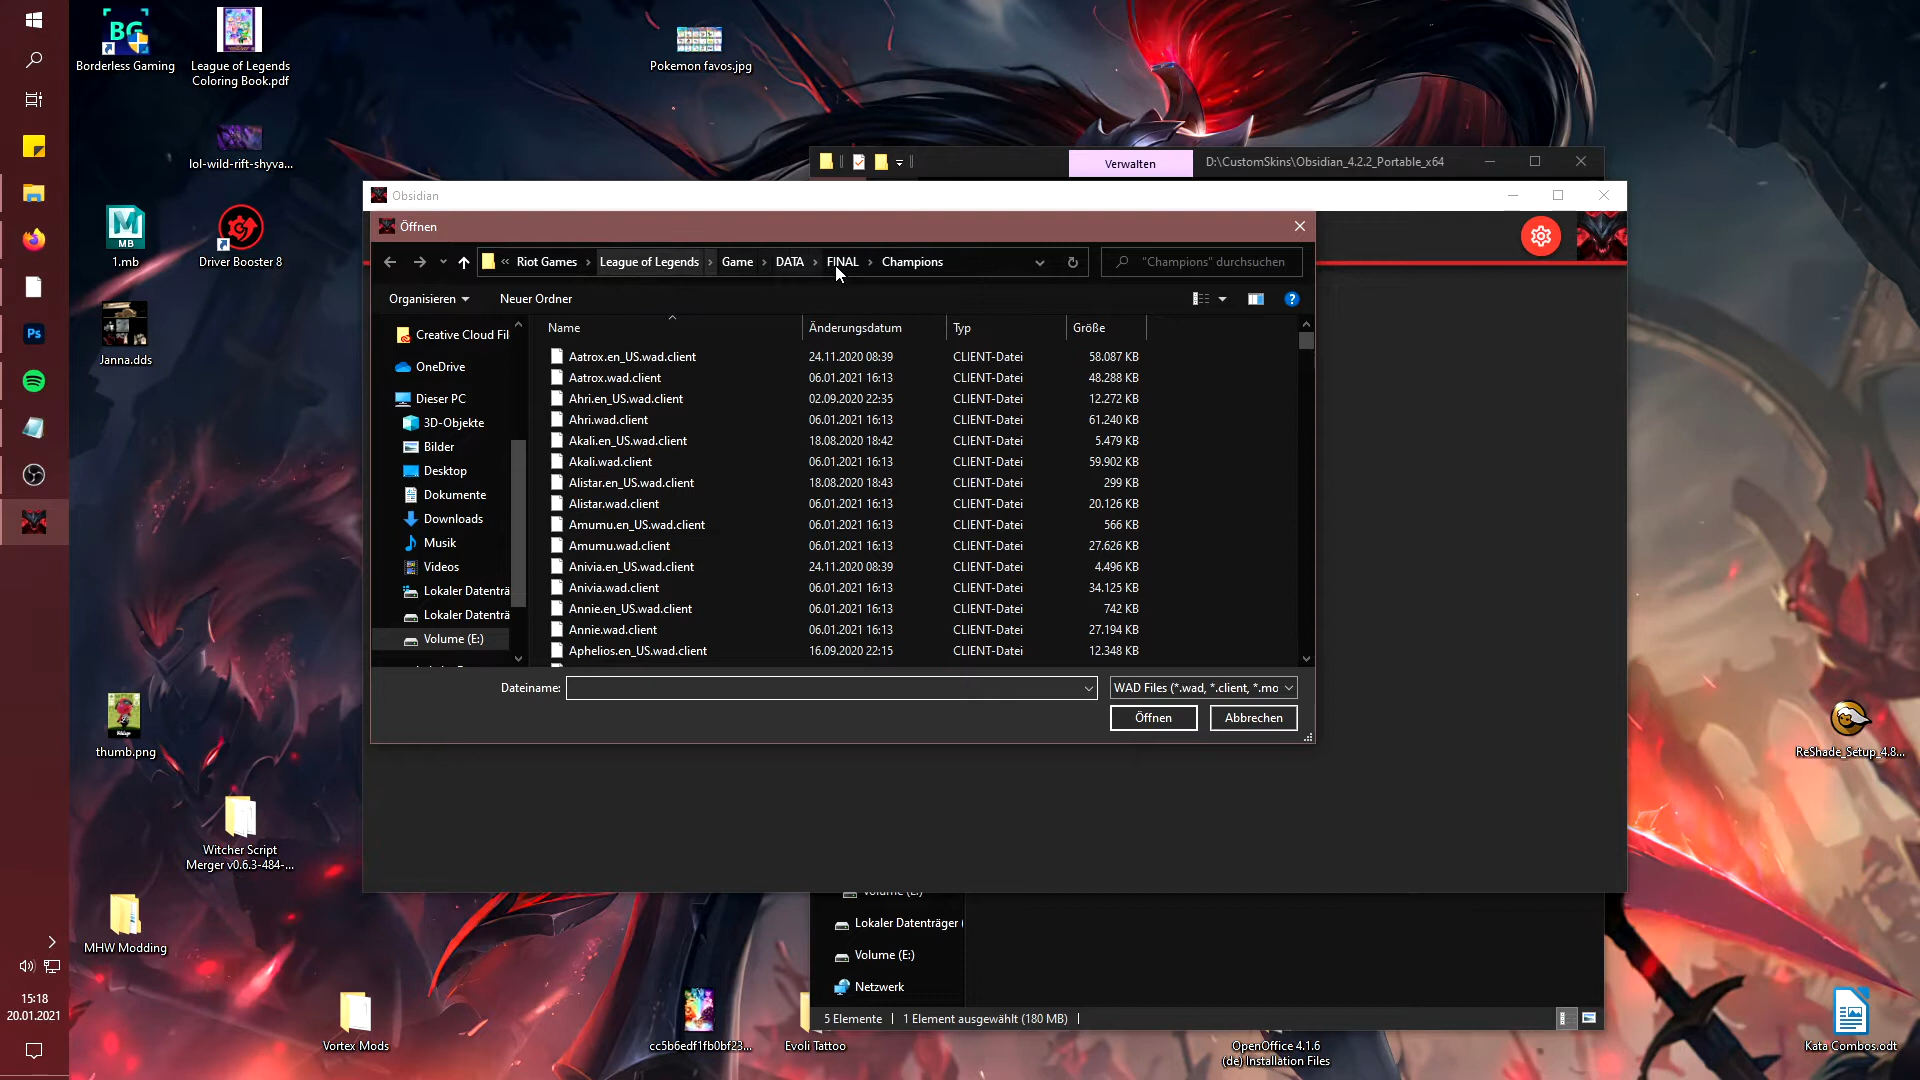 Borderless Gaming
League of Legends
Coloring Book.pdf
Pokemon favos.jpg
lol-wild-rift-shyva...
MB
1.mb
Driver Booster 8
Janna.dds
Ps
thumb.png
Witcher Script
Merger v0.6.3-484-...
MHW Modding
Vortex Mods
cc5b6edf1fb0bf23...
Evoli Tattoo
OpenOffice 4.1.6
(de) Installation Files
Kata Combos.odt
ReShade_Setup_4.8...
15:18
20.01.2021
Verwalten
D:\CustomSkins\Obsidian_4.2.2_Portable_x64
Obsidian
Öffnen
« Riot Games › League of Legends › Game › DATA › FINAL › Champions
"Champions" durchsuchen
Organisieren
Neuer Ordner
Name
Änderungsdatum
Typ
Größe
Creative Cloud Fil
OneDrive
Dieser PC
3D-Objekte
Bilder
Desktop
Dokumente
Downloads
Musik
Videos
Lokaler Datenträ
Lokaler Datenträ
Volume (E:)
Aatrox.en_US.wad.client 24.11.2020 08:39 CLIENT-Datei 58.087 KB
Aatrox.wad.client 06.01.2021 16:13 CLIENT-Datei 48.288 KB
Ahri.en_US.wad.client 02.09.2020 22:35 CLIENT-Datei 12.272 KB
Ahri.wad.client 06.01.2021 16:13 CLIENT-Datei 61.240 KB
Akali.en_US.wad.client 18.08.2020 18:42 CLIENT-Datei 5.479 KB
Akali.wad.client 06.01.2021 16:13 CLIENT-Datei 59.902 KB
Alistar.en_US.wad.client 18.08.2020 18:43 CLIENT-Datei 299 KB
Alistar.wad.client 06.01.2021 16:13 CLIENT-Datei 20.126 KB
Amumu.en_US.wad.client 06.01.2021 16:13 CLIENT-Datei 566 KB
Amumu.wad.client 06.01.2021 16:13 CLIENT-Datei 27.626 KB
Anivia.en_US.wad.client 24.11.2020 08:39 CLIENT-Datei 4.496 KB
Anivia.wad.client 06.01.2021 16:13 CLIENT-Datei 34.125 KB
Annie.en_US.wad.client 06.01.2021 16:13 CLIENT-Datei 742 KB
Annie.wad.client 06.01.2021 16:13 CLIENT-Datei 27.194 KB
Aphelios.en_US.wad.client 16.09.2020 22:15 CLIENT-Datei 12.348 KB
Dateiname:
WAD Files (*.wad, *.client, *.mo
Öffnen
Abbrechen
Volume (E:)
Lokaler Datenträger (
Volume (E:)
Netzwerk
5 Elemente
1 Element ausgewählt (180 MB)